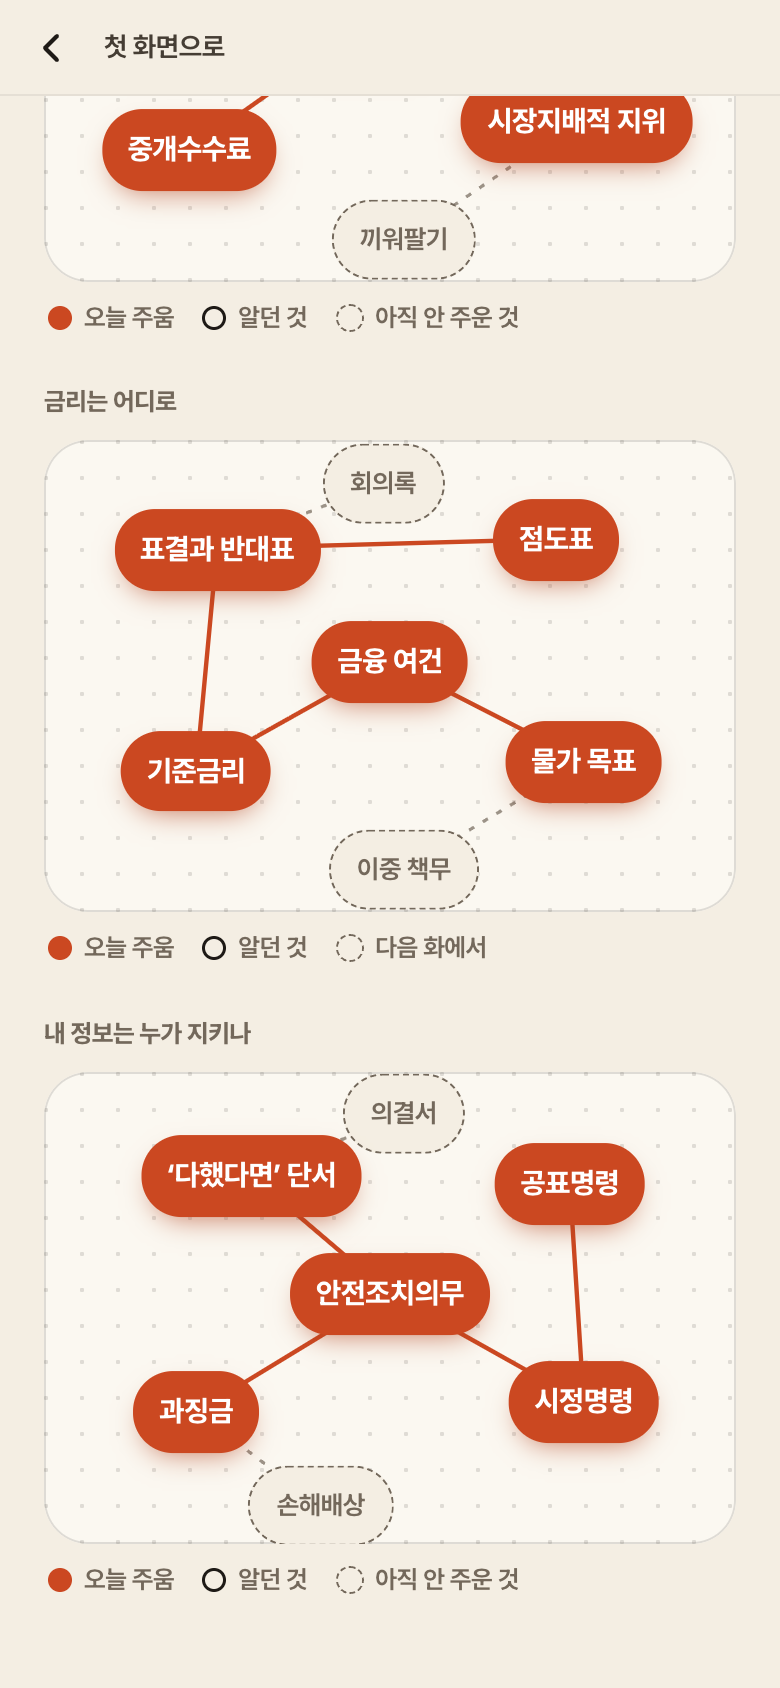 첫 화면으로
시장지배적 지위
중개수수료
끼워팔기
오늘 주움 알던 것 아직 안 주운 것
금리는 어디로
회의록
점도표
표결과 반대표
금융 여건
물가 목표
기준금리
이중 책무
오늘 주움 알던 것 다음 화에서
내 정보는 누가 지키나
의결서
‘다했다면’ 단서
공표명령
안전조치의무
시정명령
과징금
손해배상
오늘 주움 알던 것 아직 안 주운 것